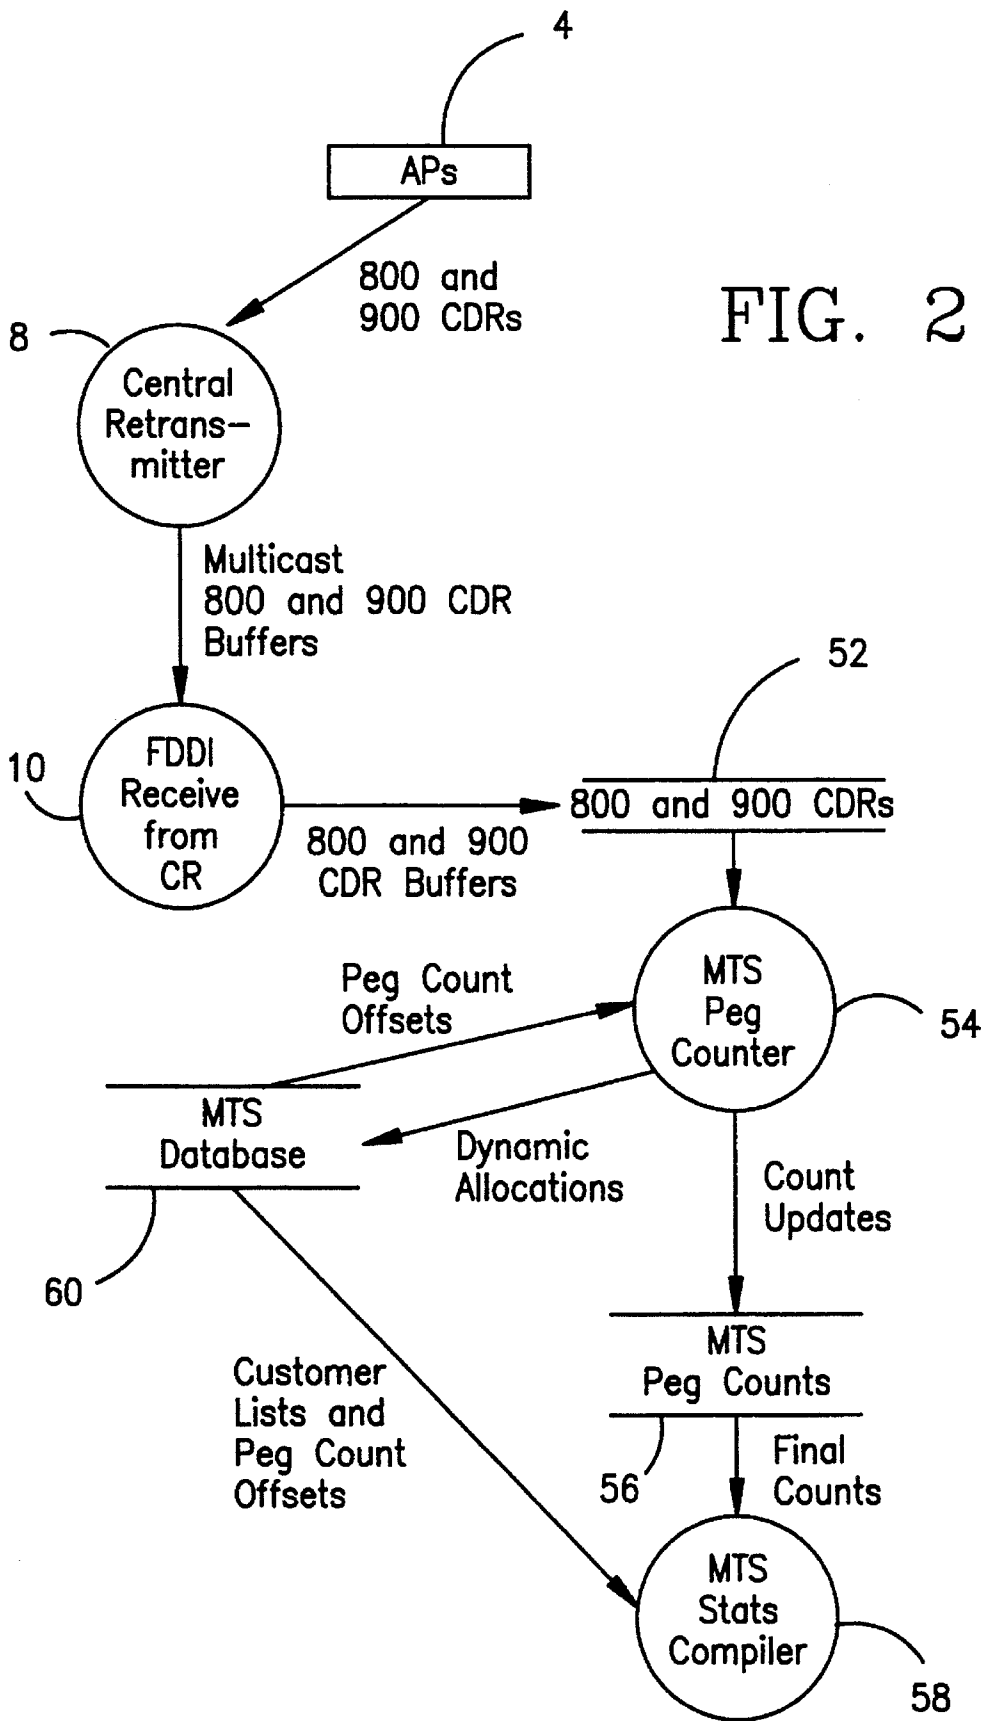 4
APs
800 and
900 CDRs
FIG. 2
8
Central
Retrans-
mitter
Multicast
800 and 900 CDR
Buffers
52
10
FDDI
Receive
from
CR
800 and 900 CDRs
800 and 900
CDR Buffers
Peg Count
Offsets
MTS
Peg
Counter
54
MTS
Database
Dynamic
Allocations
Count
Updates
60
MTS
Peg Counts
Customer
Lists and
Peg Count
Offsets
56
Final
Counts
MTS
Stats
Compiler
58